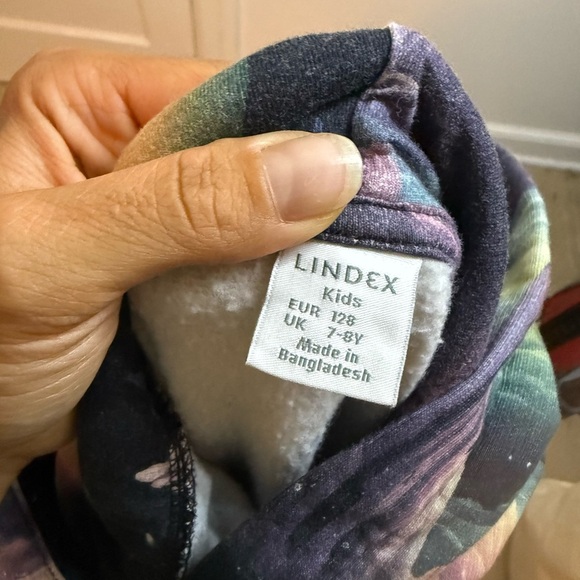 LINDEX
Kids
EUR 128
UK 7-8Y
Made in
Bangladesh